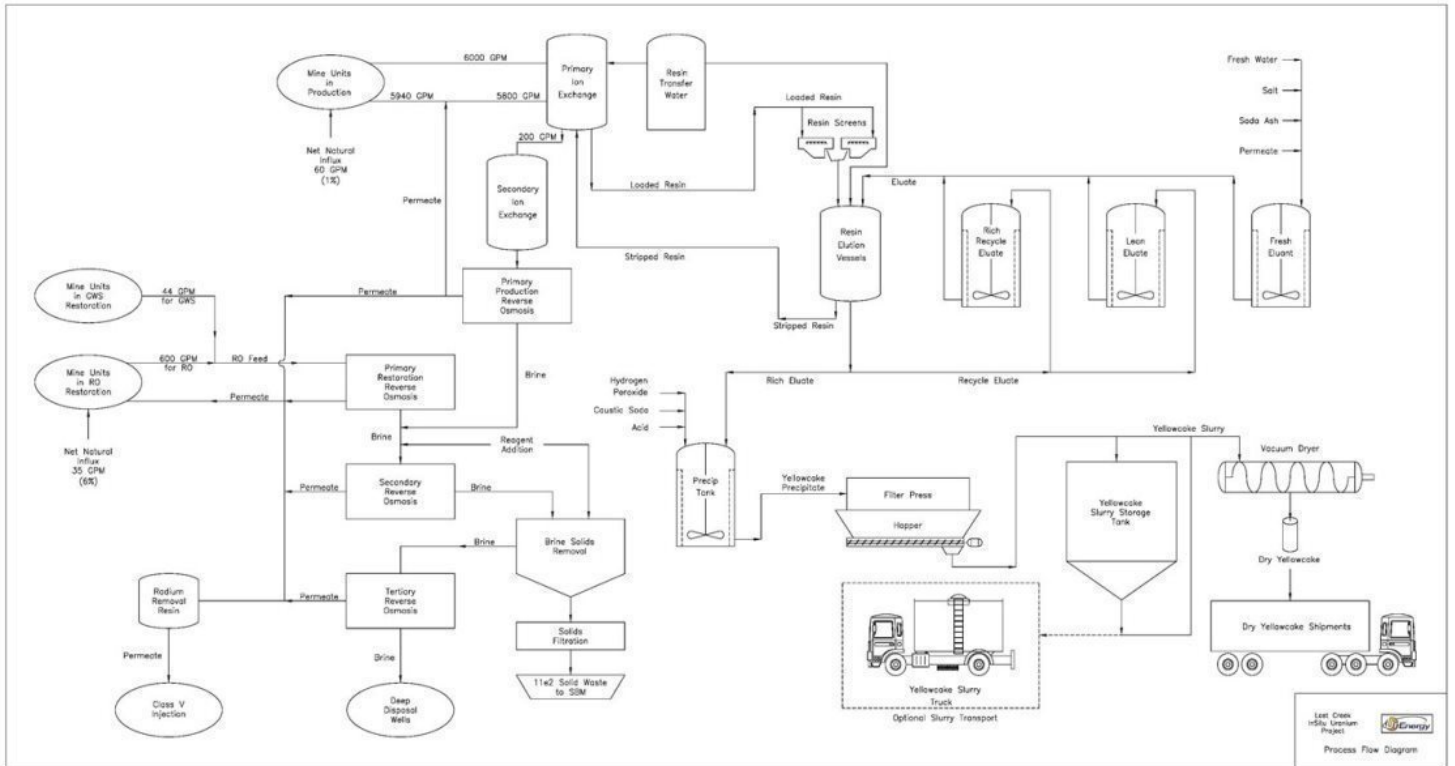 6000 GPM
Mine Units
in
Production
5940 GPM
5800 GPM
Net Natural
Influx
60 GPM
(1%)
Primary
Ion
Exchange
Resin
Transfer
Water
200 GPM
Secondary
Ion
Exchange
Permeate
Loaded Resin
Resin Screens
Loaded Resin
Stripped Resin
Stripped Resin
Resin
Elution
Vessels
Eluate
Rich
Recycle
Eluate
Lean
Eluate
Fresh
Eluant
Fresh Water
Salt
Soda Ash
Permeate
Mine Units
in GWS
Restoration
44 GPM
for GWS
Permeate
Primary
Production
Reverse
Osmosis
Mine Units
in RO
Restoration
600 GPM
for RO
RO Feed
Permeate
Primary
Restoration
Reverse
Osmosis
Brine
Net Natural
Influx
35 GPM
(6%)
Brine
Reagent
Addition
Permeate
Secondary
Reverse
Osmosis
Brine
Brine Solids
Removal
Brine
Radium
Removal
Resin
Permeate
Tertiary
Reverse
Osmosis
Solids
Filtration
11e2 Solid Waste
to SBM
Permeate
Brine
Class V
Injection
Deep
Disposal
Wells
Rich Eluate
Recycle Eluate
Hydrogen
Peroxide
Caustic Soda
Acid
Precip
Tank
Yellowcake
Precipitate
Filter Press
Hopper
Yellowcake Slurry
Yellowcake
Slurry Storage
Tank
Vacuum Dryer
Dry Yellowcake
Dry Yellowcake Shipments
Yellowcake Slurry
Truck
Optional Slurry Transport
Lost Creek
InSitu Uranium
Project
Energy
Process Flow Diagram